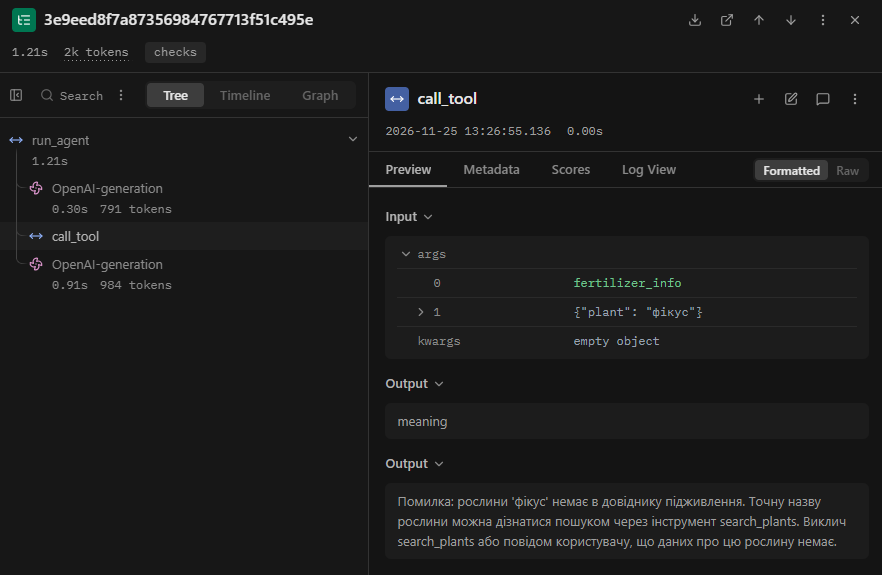 3e9eed8f7a87356984767713f51c495e
1.21s 2k tokens checks
Search Tree Timeline Graph
run_agent
1.21s
OpenAI-generation
0.30s 791 tokens
call_tool
OpenAI-generation
0.91s 984 tokens
call_tool
2026-11-25 13:26:55.136 0.00s
Preview Metadata Scores Log View Formatted Raw
Input
args
0 fertilizer_info
1 {"plant": "фікус"}
kwargs empty object
Output
meaning
Output
Помилка: рослини 'фікус' немає в довіднику підживлення. Точну назву
рослини можна дізнатися пошуком через інструмент search_plants. Виклич
search_plants або повідом користувачу, що даних про цю рослину немає.